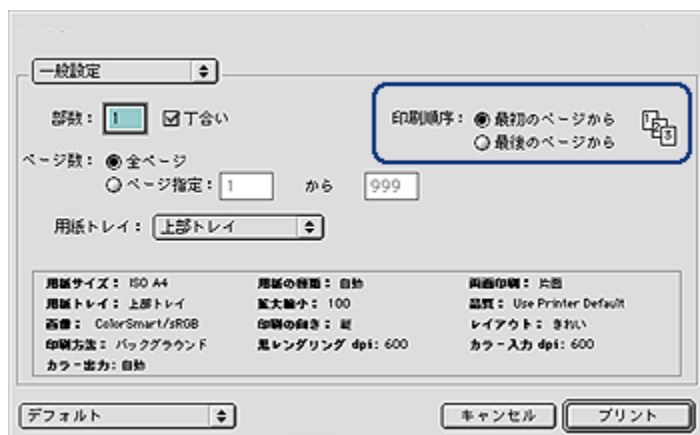 一般設定
部数： 1 丁合い
印刷順序： 最初のページから
最後のページから
1 2 3
ページ数： 全ページ
ページ指定： 1 から 999
用紙トレイ： 上部トレイ
用紙サイズ： ISO A4 用紙の種類： 自動 両面印刷： 片面
用紙トレイ： 上部トレイ 拡大縮小： 100 品質： Use Printer Default
画像： ColorSmart/sRGB 印刷の向き： 縦 レイアウト： きれい
印刷方法： バックグラウンド 黒レンダリング dpi: 600 カラー入力 dpi: 600
カラー出力: 自動
デフォルト キャンセル プリント